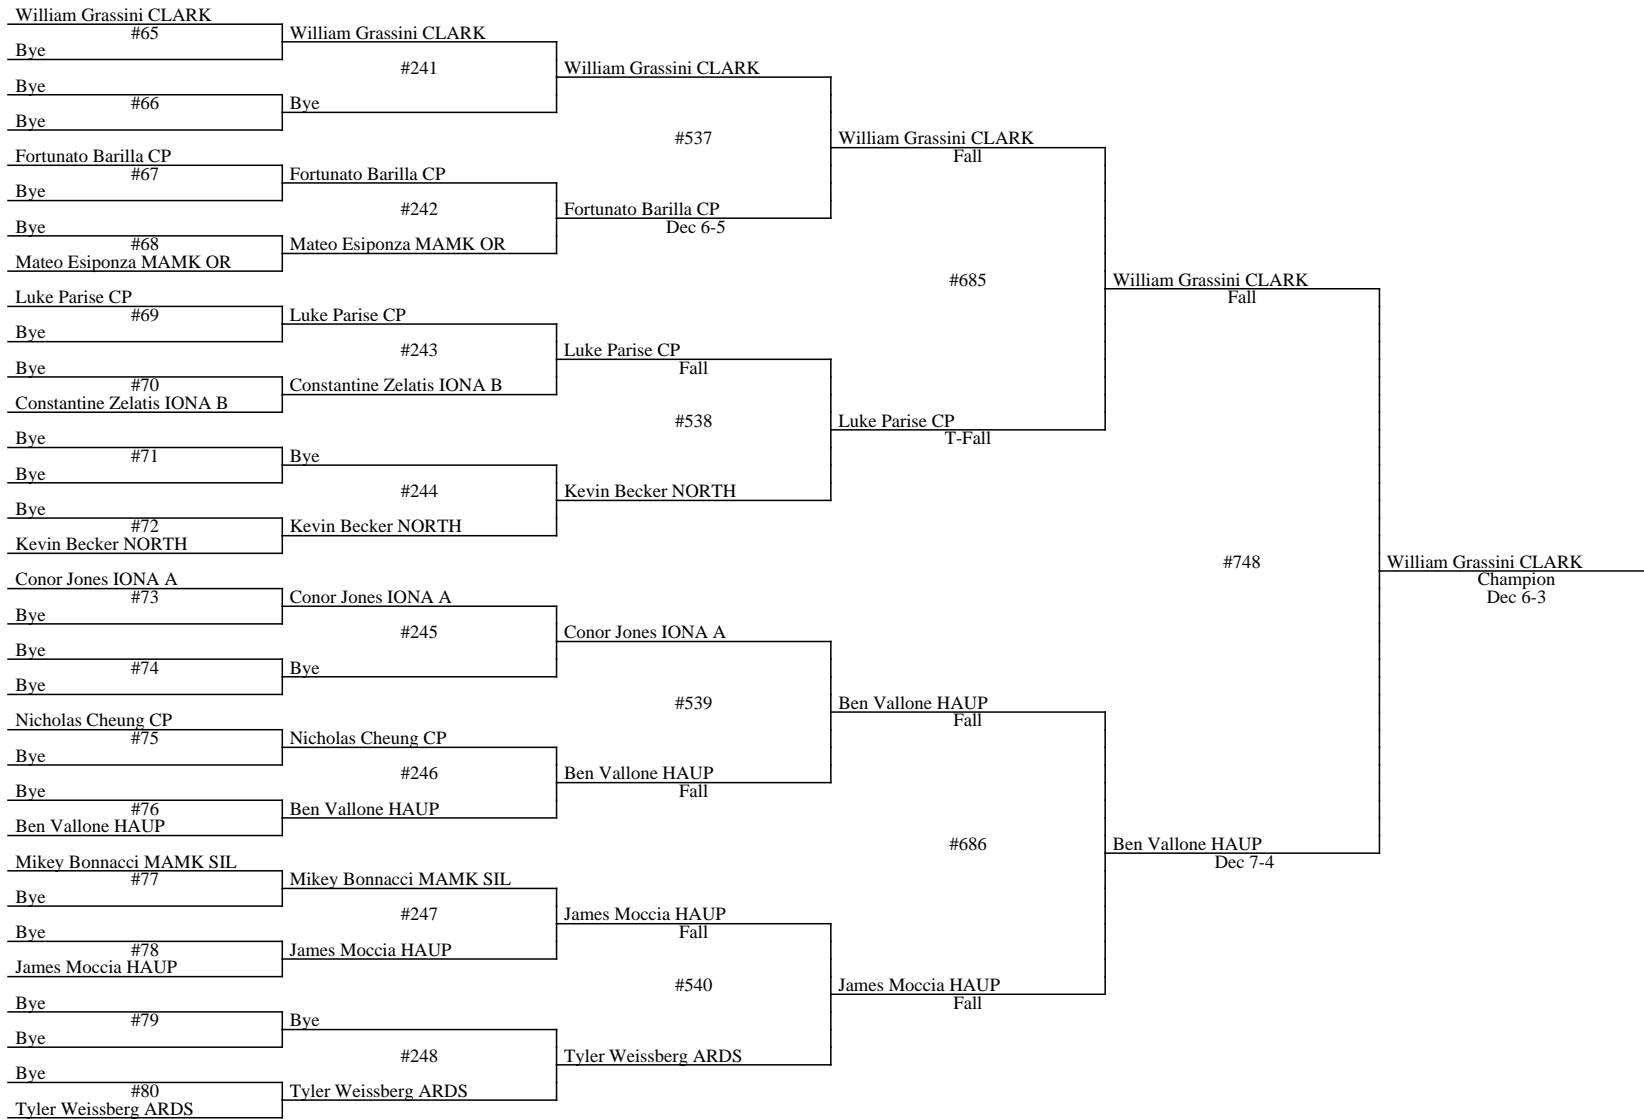 William Grassini CLARK
#65
Bye
Bye
#66
Bye
Fortunato Barilla CP
#67
Bye
Bye
#68
Mateo Esiponza MAMK OR
Luke Parise CP
#69
Bye
Bye
#70
Constantine Zelatis IONA B
Bye
#71
Bye
Bye
#72
Kevin Becker NORTH
Conor Jones IONA A
#73
Bye
Bye
#74
Bye
Nicholas Cheung CP
#75
Bye
Bye
#76
Ben Vallone HAUP
Mikey Bonnacci MAMK SIL
#77
Bye
Bye
#78
James Moccia HAUP
Bye
#79
Bye
Bye
#80
Tyler Weissberg ARDS
William Grassini CLARK
#241
Bye
Fortunato Barilla CP
#242
Mateo Esiponza MAMK OR
Luke Parise CP
#243
Constantine Zelatis IONA B
Bye
#244
Kevin Becker NORTH
Conor Jones IONA A
#245
Bye
Nicholas Cheung CP
#246
Ben Vallone HAUP
Mikey Bonnacci MAMK SIL
#247
James Moccia HAUP
Bye
#248
Tyler Weissberg ARDS
William Grassini CLARK
#537
Fortunato Barilla CP
Dec 6-5
Luke Parise CP
Fall
#538
Kevin Becker NORTH
Conor Jones IONA A
#539
Ben Vallone HAUP
Fall
James Moccia HAUP
Fall
#540
Tyler Weissberg ARDS
William Grassini CLARK
Fall
#685
Luke Parise CP
T-Fall
Ben Vallone HAUP
Fall
#686
James Moccia HAUP
Fall
William Grassini CLARK
Fall
#748
Ben Vallone HAUP
Dec 7-4
William Grassini CLARK
Champion
Dec 6-3